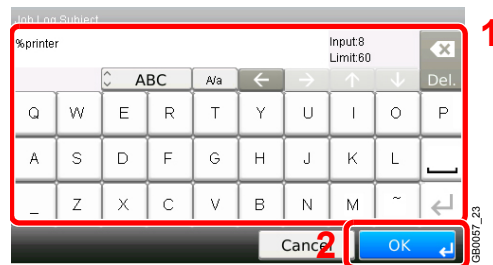 Job Log Subject
1
%printer
Input:8
Limit:60
ABC
A/a
Del.
Q W E R T Y U I O P
A S D F G H J K L
_ Z X C V B N M ~
2
Cancel
OK
GB0057_23